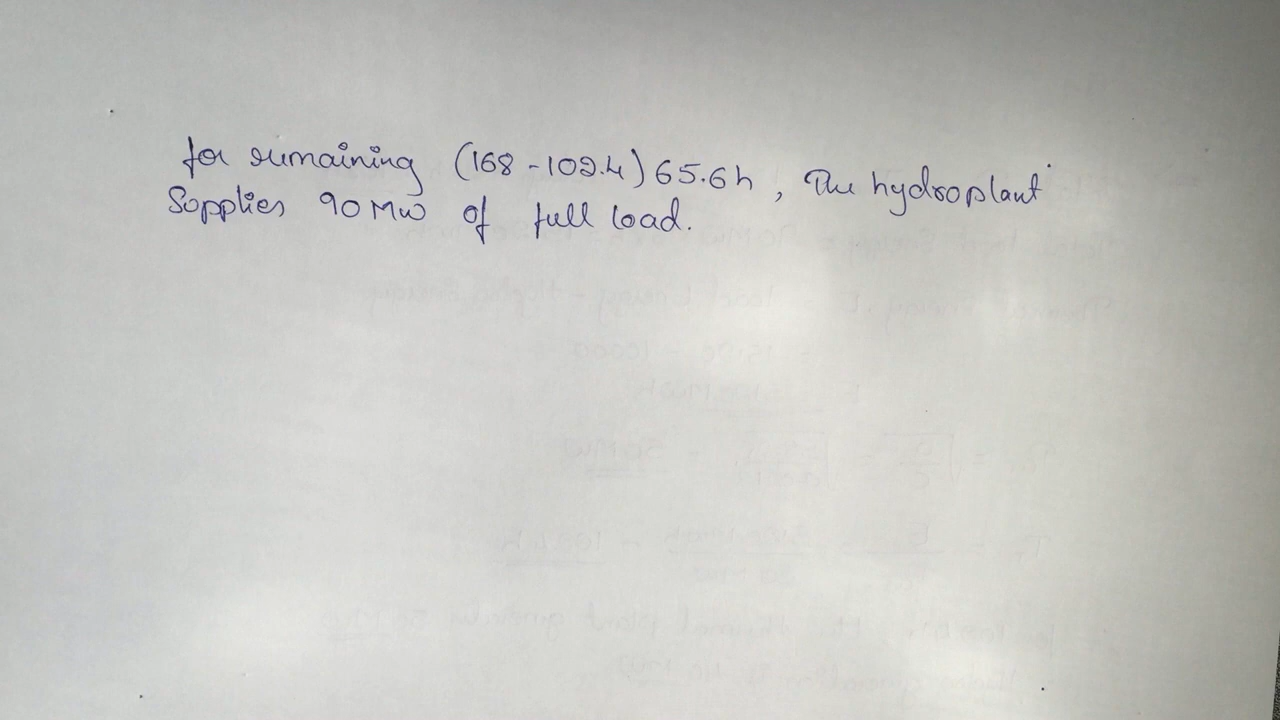 for remaining (168-102.4) 65.6h, The hydroplant
Supplies 90 MW of full load.